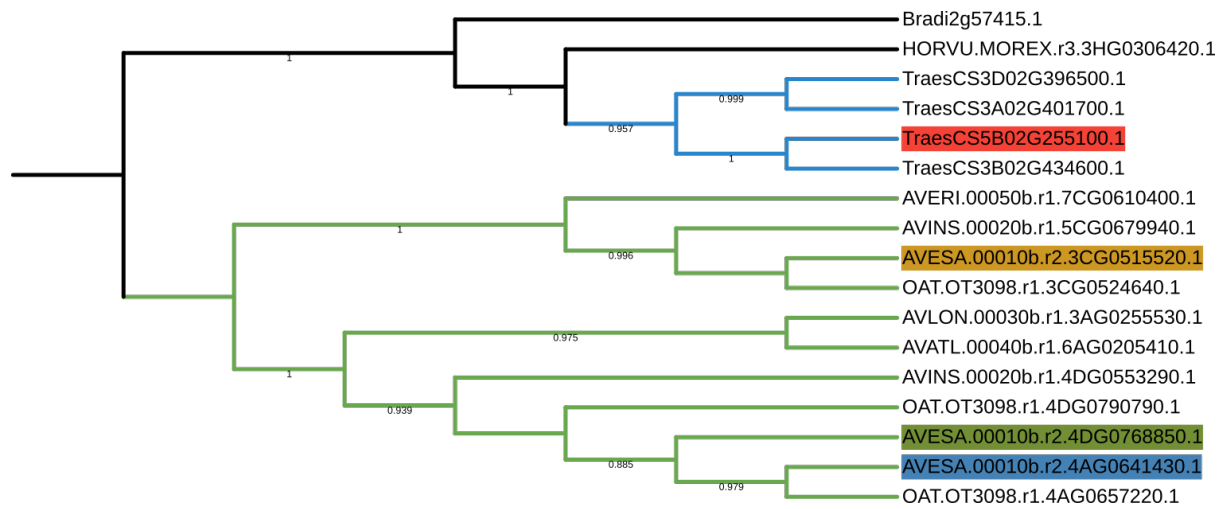 Bradi2g57415.1
HORVU.MOREX.r3.3HG0306420.1
1
TraesCS3D02G396500.1
1
0.999
TraesCS3A02G401700.1
0.957
TraesCS5B02G255100.1
1
TraesCS3B02G434600.1
AVERI.00050b.r1.7CG0610400.1
1
AVINS.00020b.r1.5CG0679940.1
0.996
AVESA.00010b.r2.3CG0515520.1
OAT.OT3098.r1.3CG0524640.1
AVLON.00030b.r1.3AG0255530.1
0.975
AVATL.00040b.r1.6AG0205410.1
1
AVINS.00020b.r1.4DG0553290.1
0.939
OAT.OT3098.r1.4DG0790790.1
AVESA.00010b.r2.4DG0768850.1
0.885
AVESA.00010b.r2.4AG0641430.1
0.979
OAT.OT3098.r1.4AG0657220.1